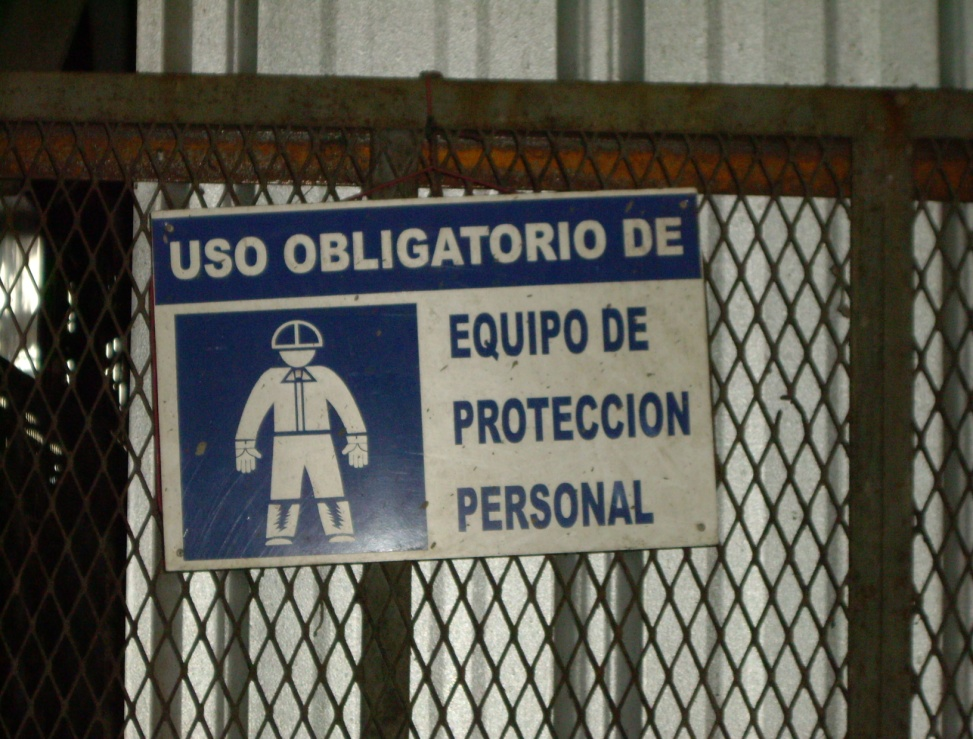 USO OBLIGATORIO DE
EQUIPO DE
PROTECCION
PERSONAL